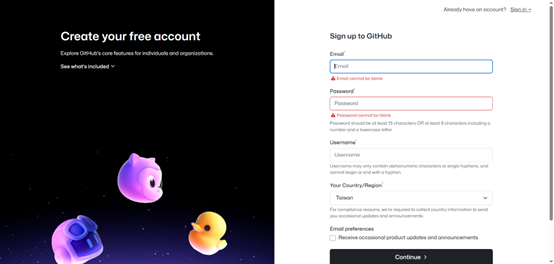 Already have an account? Sign in →
Create your free account
Explore GitHub's core features for individuals and organizations.
See what's included
Sign up to GitHub
Email*
Email
Email cannot be blank
Password*
Password
Password cannot be blank
Password should be at least 15 characters OR at least 8 characters including a
number and a lowercase letter.
Username*
Username
Username may only contain alphanumeric characters or single hyphens, and
cannot begin or end with a hyphen.
Your Country/Region*
Taiwan
For compliance reasons, we're required to collect country information to send
you occasional updates and announcements.
Email preferences
Receive occasional product updates and announcements
Continue